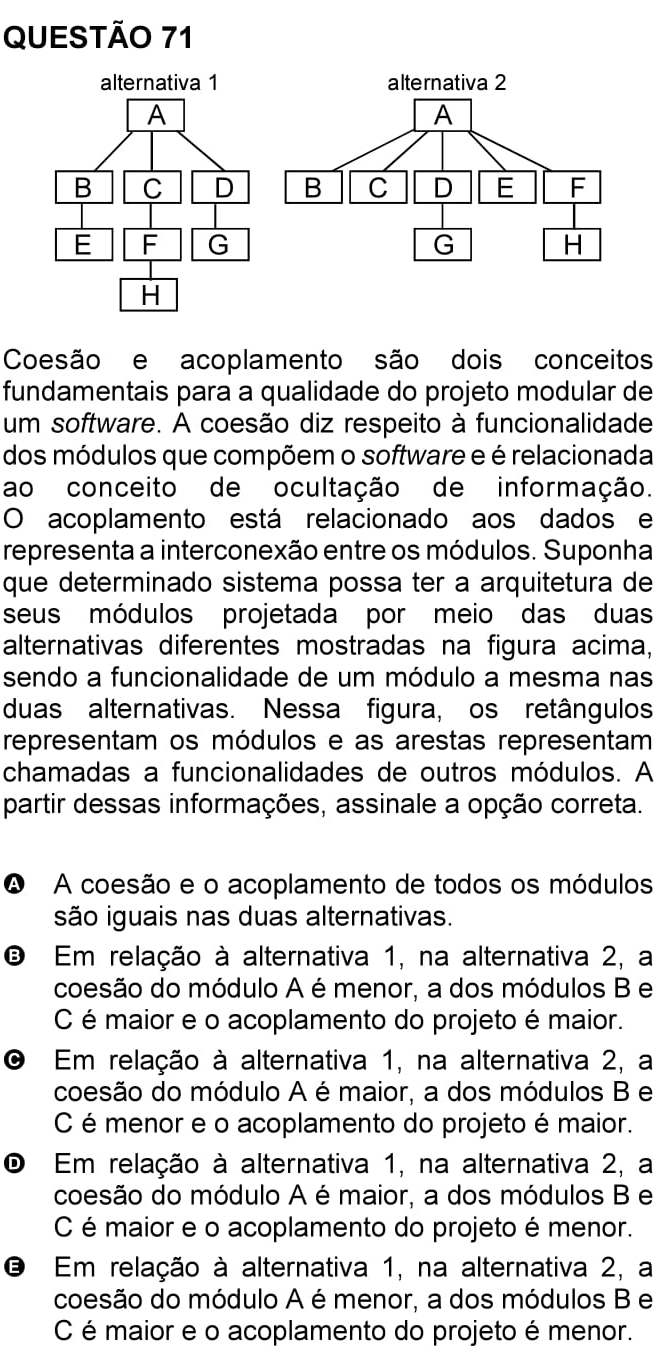 QUESTÃO 71
alternativa 1
alternativa 2
A
A
B C D
B C D E F
E F G
G H
H
Coesão e acoplamento são dois conceitos
fundamentais para a qualidade do projeto modular de
um software. A coesão diz respeito à funcionalidade
dos módulos que compõem o software e é relacionada
ao conceito de ocultação de informação.
O acoplamento está relacionado aos dados e
representa a interconexão entre os módulos. Suponha
que determinado sistema possa ter a arquitetura de
seus módulos projetada por meio das duas
alternativas diferentes mostradas na figura acima,
sendo a funcionalidade de um módulo a mesma nas
duas alternativas. Nessa figura, os retângulos
representam os módulos e as arestas representam
chamadas a funcionalidades de outros módulos. A
partir dessas informações, assinale a opção correta.
A A coesão e o acoplamento de todos os módulos
são iguais nas duas alternativas.
B Em relação à alternativa 1, na alternativa 2, a
coesão do módulo A é menor, a dos módulos B e
C é maior e o acoplamento do projeto é maior.
C Em relação à alternativa 1, na alternativa 2, a
coesão do módulo A é maior, a dos módulos B e
C é menor e o acoplamento do projeto é maior.
D Em relação à alternativa 1, na alternativa 2, a
coesão do módulo A é maior, a dos módulos B e
C é maior e o acoplamento do projeto é menor.
E Em relação à alternativa 1, na alternativa 2, a
coesão do módulo A é menor, a dos módulos B e
C é maior e o acoplamento do projeto é menor.